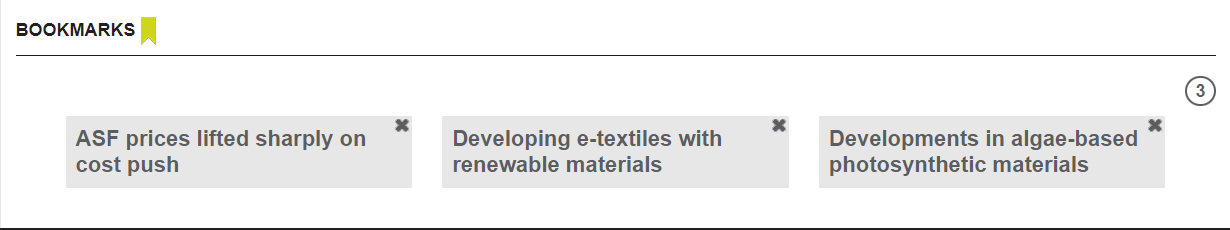 BOOKMARKS
3
ASF prices lifted sharply on
cost push
Developing e-textiles with
renewable materials
Developments in algae-based
photosynthetic materials